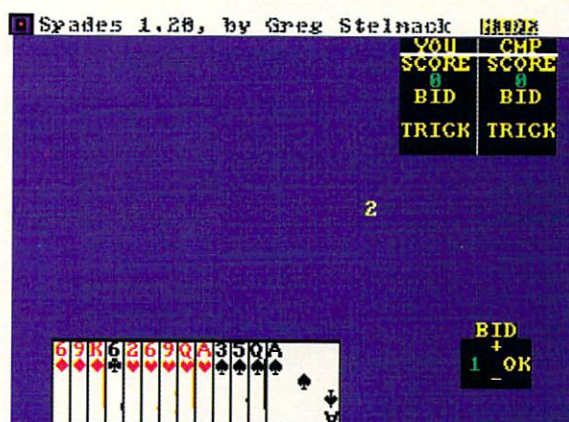 Spades 1.20, by Greg Stelmack
YOU CMP
SCORE SCORE
0 0
BID BID
TRICK TRICK
2
BID
+
1 OK
-
6 9 K 6 2 6 9 Q A 3 5 Q A
A